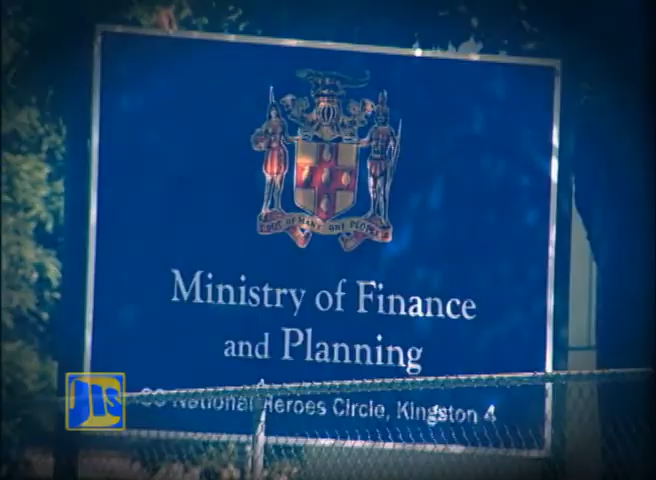 OUT OF MANY ONE PEOPLE
Ministry of Finance
and Planning
National Heroes Circle, Kingston 4
JIS